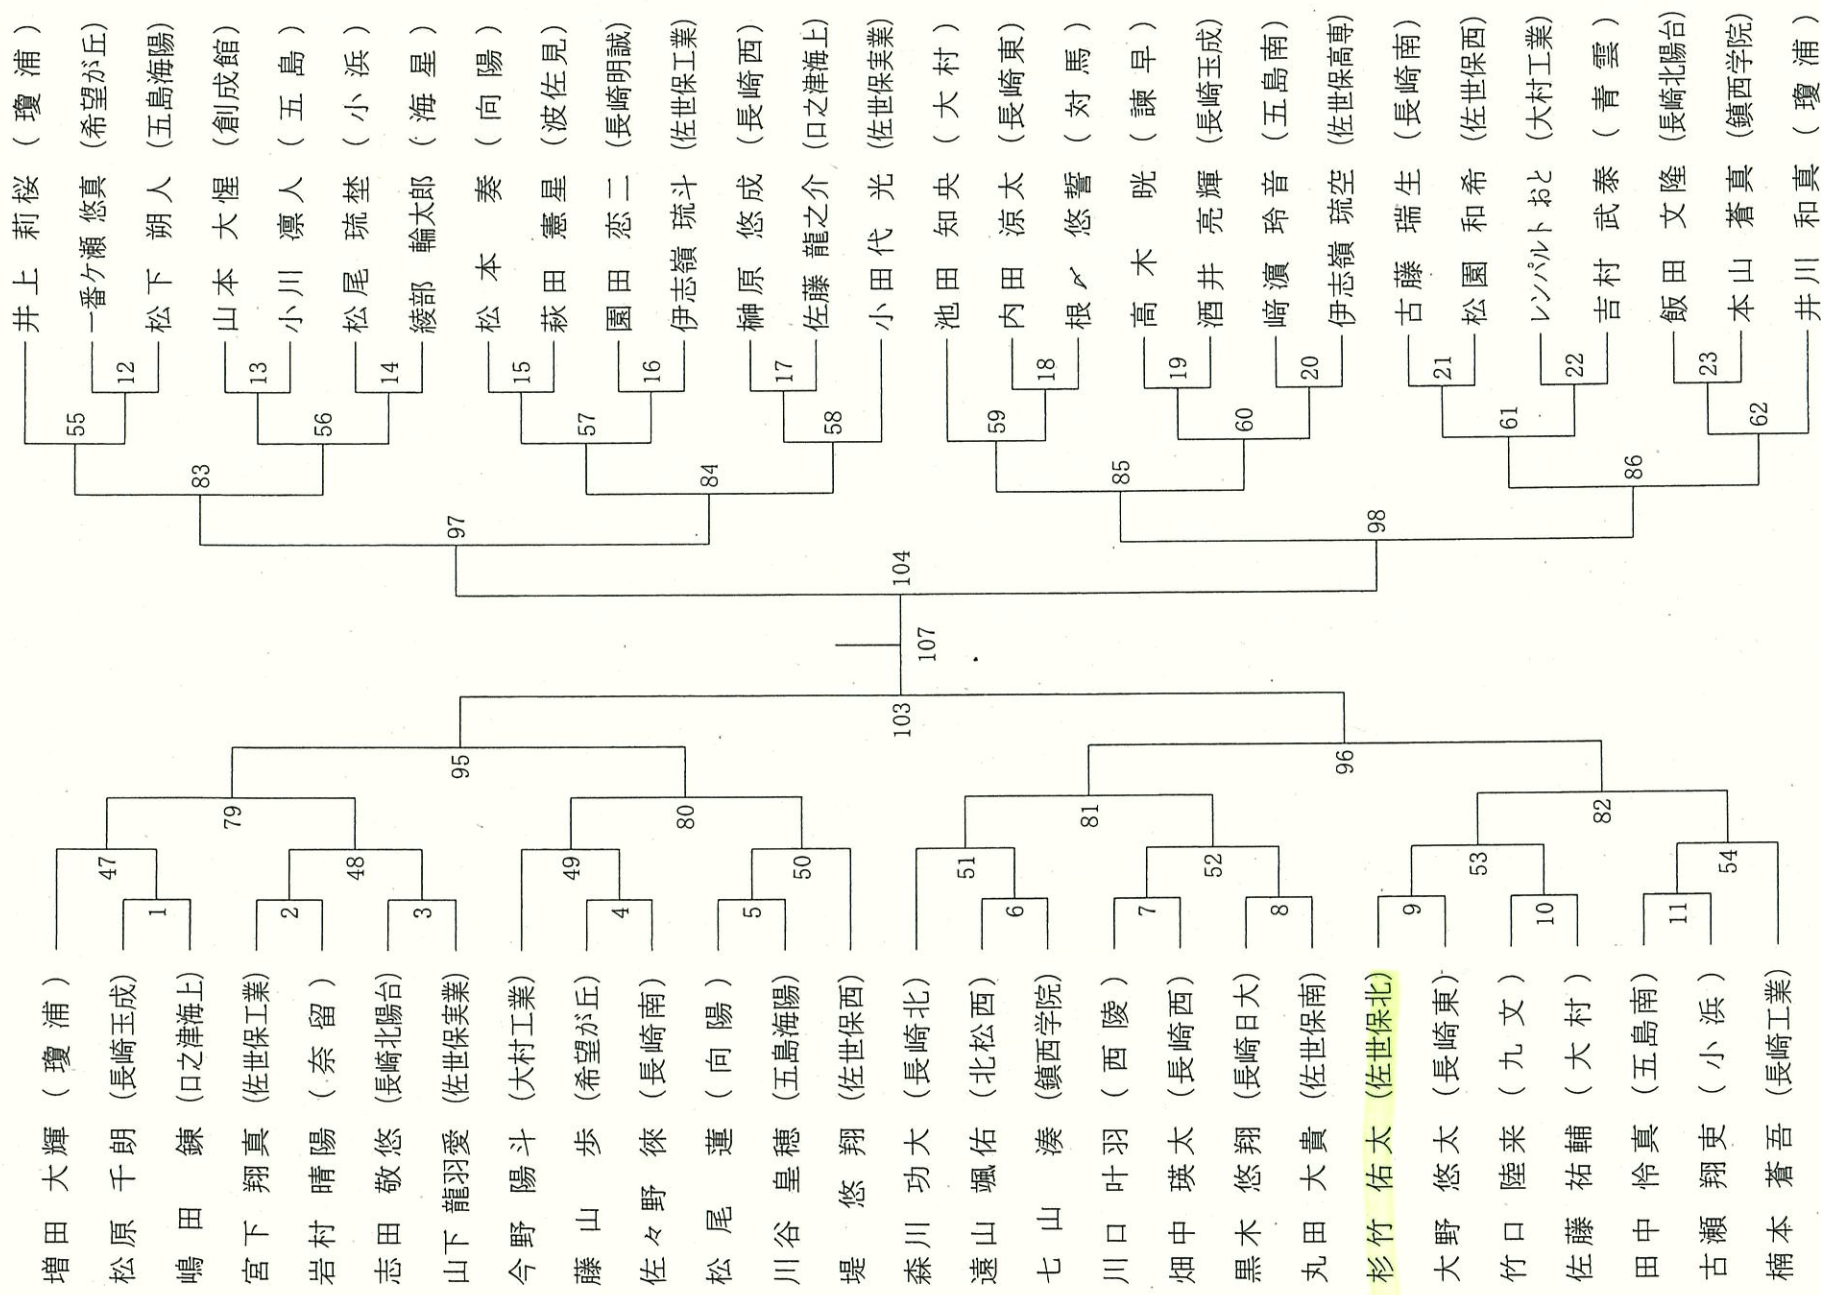 井上 莉桜 （瓊浦）
一番ケ瀬 悠真 （希望が丘）
松下 朔人 （五島海陽）
山本 大惺 （創成館）
小川 凛人 （五島）
松尾 琉埜 （小浜）
綾部 輪太郎 （海星）
松本 奏 （向陽）
萩田 憲星 （波佐見）
園田 恋二 （長崎明誠）
伊志嶺 琉斗 （佐世保工業）
榊原 悠成 （長崎西）
佐藤 龍之介 （口之津海上）
小田代 光 （佐世保実業）
池田 知央 （大村）
内田 涼太 （長崎東）
根〆 悠誓 （対馬）
高木 晄 （諫早）
酒井 亮輝 （長崎玉成）
﨑濵 玲音 （五島南）
伊志嶺 琉空 （佐世保高専）
古藤 瑞生 （長崎南）
松園 和希 （佐世保西）
レンパルト おと （大村工業）
吉村 武泰 （青雲）
飯田 文隆 （長崎北陽台）
本山 蒼真 （鎮西学院）
井川 和真 （瓊浦）
12 13 14 15 16 17 18 19 20 21 22 23
55 56 57 58 59 60 61 62
83 84 85 86
97 98
104
107
103
95 96
79 80 81 82
47 48 49 50 51 52 53 54
1 2 3 4 5 6 7 8 9 10 11
増田 大輝 （瓊浦）
松原 千朗 （長崎玉成）
嶋田 錬 （口之津海上）
宮下 翔真 （佐世保工業）
岩村 晴陽 （奈留）
志田 敬悠 （長崎北陽台）
山下 龍羽愛 （佐世保実業）
今野 陽斗 （大村工業）
藤山 歩 （希望が丘）
佐々野 徠 （長崎南）
松尾 蓮 （向陽）
川谷 皇穂 （五島海陽）
堤 悠翔 （佐世保西）
森川 功大 （長崎北）
遠山 颯佑 （北松西）
七山 湊 （鎮西学院）
川口 叶羽 （西陵）
畑中 瑛太 （長崎西）
黒木 悠翔 （長崎日大）
丸田 大貴 （佐世保南）
杉竹 佑太 （佐世保北）
大野 悠太 （長崎東）
竹口 陸来 （九文）
佐藤 祐輔 （大村）
田中 怜真 （五島南）
古瀬 翔吏 （小浜）
楠本 蒼吾 （長崎工業）